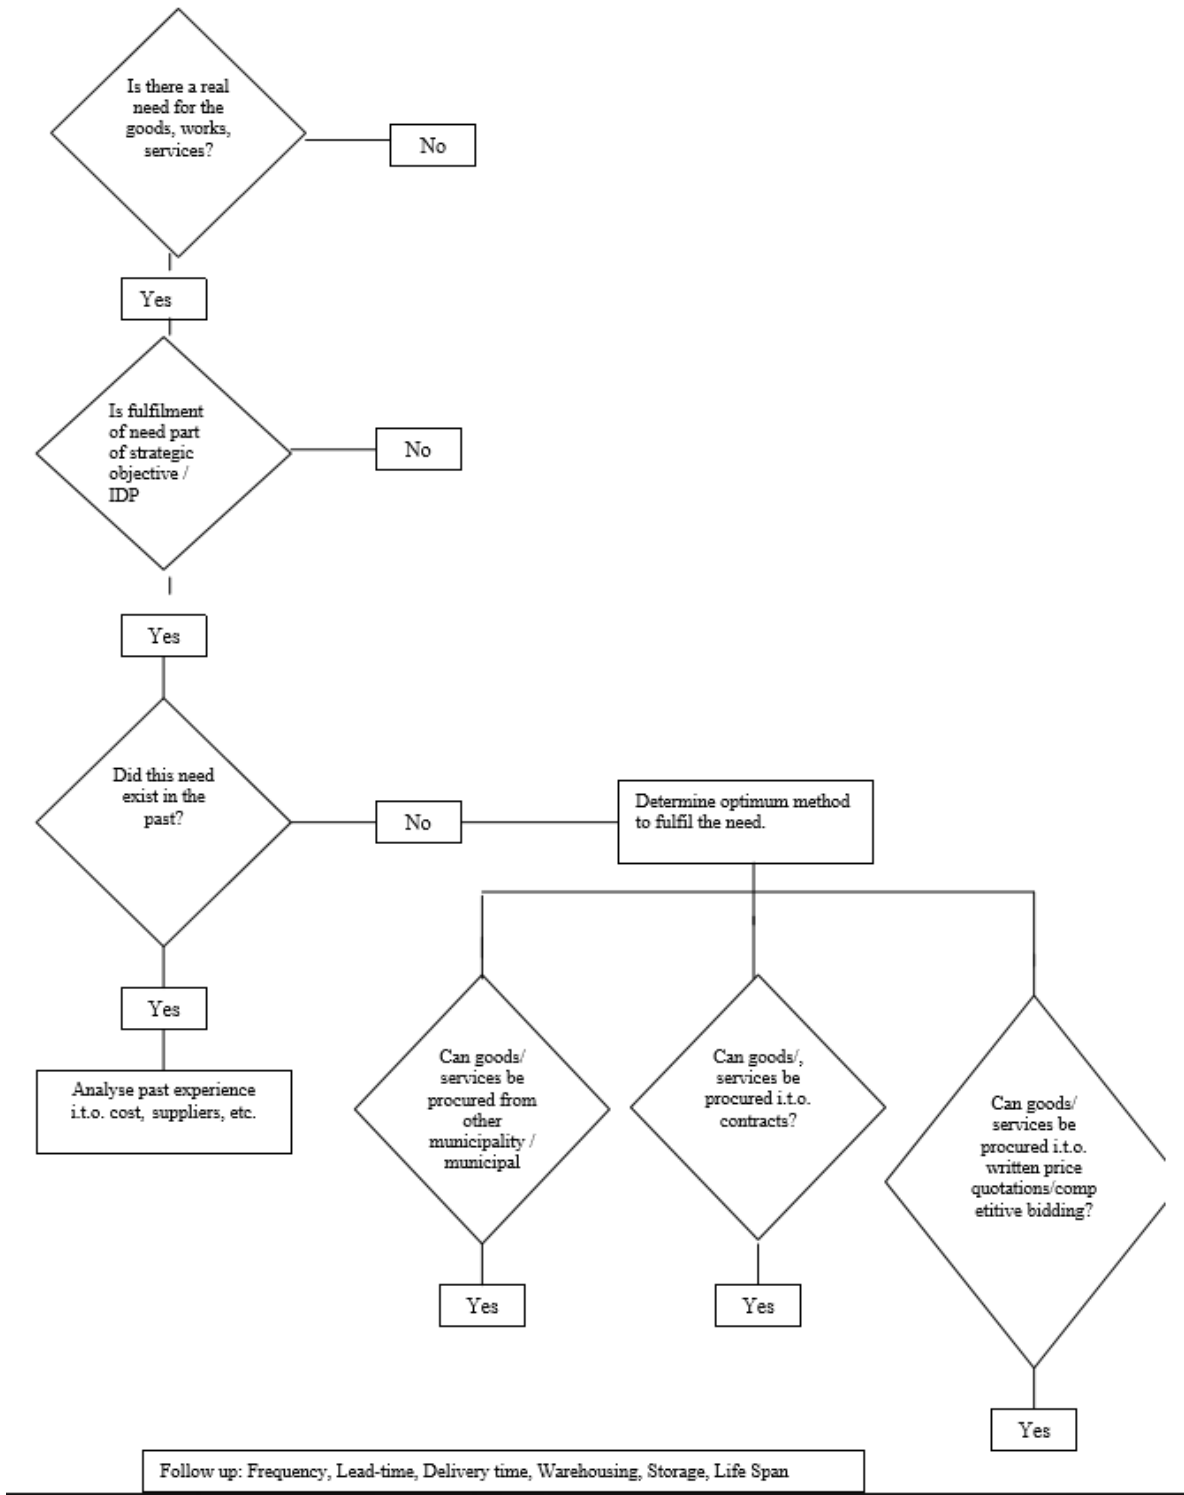 Is there a real
need for the
goods, works,
services?
No
Yes
Is fulfilment
of need part
of strategic
objective /
IDP
No
Yes
Did this need
exist in the
past?
No
Determine optimum method
to fulfil the need.
Yes
Analyse past experience
i.t.o. cost, suppliers, etc.
Can goods/
services be
procured from
other
municipality /
municipal
Yes
Can goods/,
services be
procured i.t.o.
contracts?
Yes
Can goods/
services be
procured i.t.o.
written price
quotations/comp
etitive bidding?
Yes
Follow up: Frequency, Lead-time, Delivery time, Warehousing, Storage, Life Span